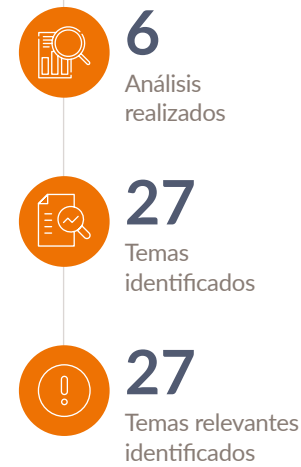 6
Análisis
realizados
27
Temas
identificados
27
Temas relevantes
identificados